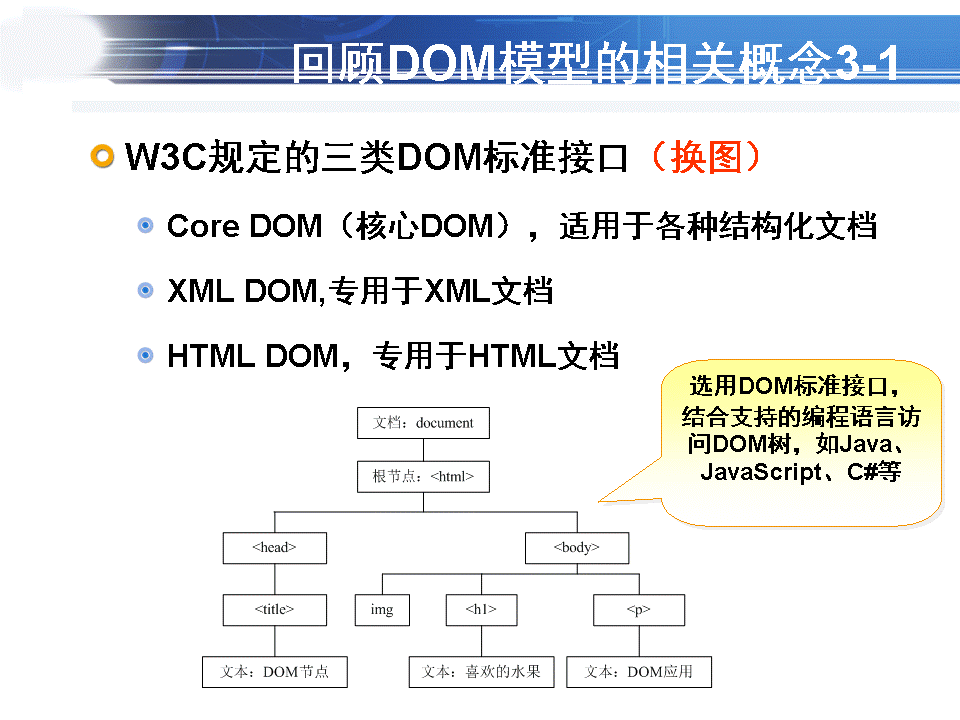 回顾DOM模型的相关概念3-1
W3C规定的三类DOM标准接口（换图）
Core DOM（核心DOM），适用于各种结构化文档
XML DOM,专用于XML文档
HTML DOM，专用于HTML文档
选用DOM标准接口，
结合支持的编程语言访
问DOM树，如Java、
JavaScript、C#等
文档：document
根节点：<html>
<head>
<body>
<title>
img
<h1>
<p>
文本：DOM节点
文本：喜欢的水果
文本：DOM应用